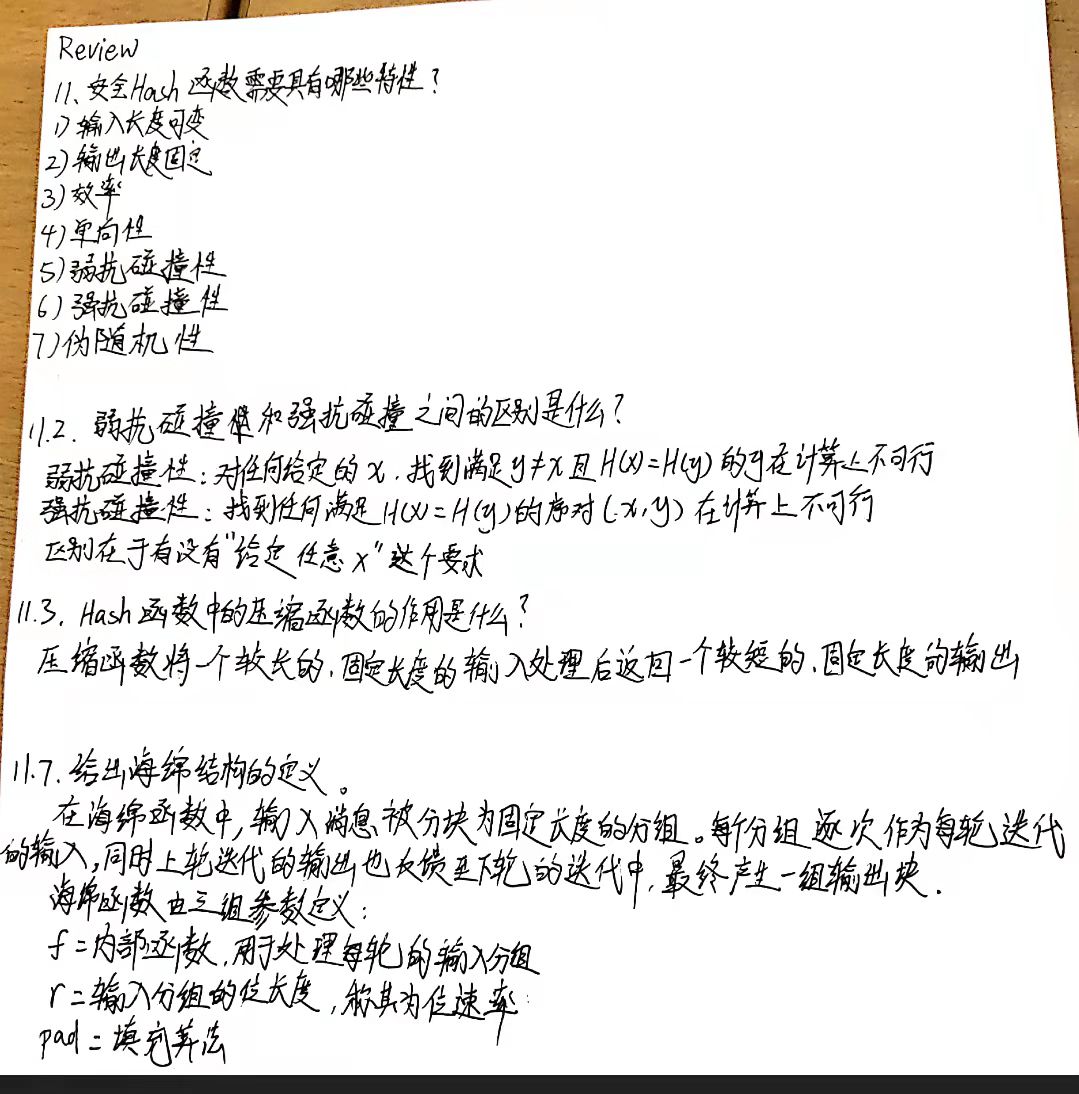 Review
11、安全Hash函数需要具有哪些特性？
1)输入长度可变
2)输出长度固定
3)效率
4)单向性
5)弱抗碰撞性
6)强抗碰撞性
7)伪随机性
11.2. 弱抗碰撞性和强抗碰撞之间的区别是什么？
弱抗碰撞性：对任何给定的x，找到满足y≠x且H(x)=H(y)的y在计算上不可行
强抗碰撞性：找到任何满足H(x)=H(y)的序对(x,y)在计算上不可行
区别在于有没有"给定任意x"这个要求
11.3. Hash函数中的压缩函数的作用是什么？
压缩函数将一个较长的，固定长度的输入处理后返回一个较短的，固定长度的输出
11.7. 给出海绵结构的定义。
在海绵函数中，输入消息被分块为固定长度的分组。每个分组逐次作为每轮迭代
的输入，同时上轮迭代的输出也反馈至下轮的迭代中，最终产生一组输出块.
海绵函数由三组参数定义：
f=内部函数，用于处理每轮的输入分组
r=输入分组的位长度，称其为位速率
pad=填充算法